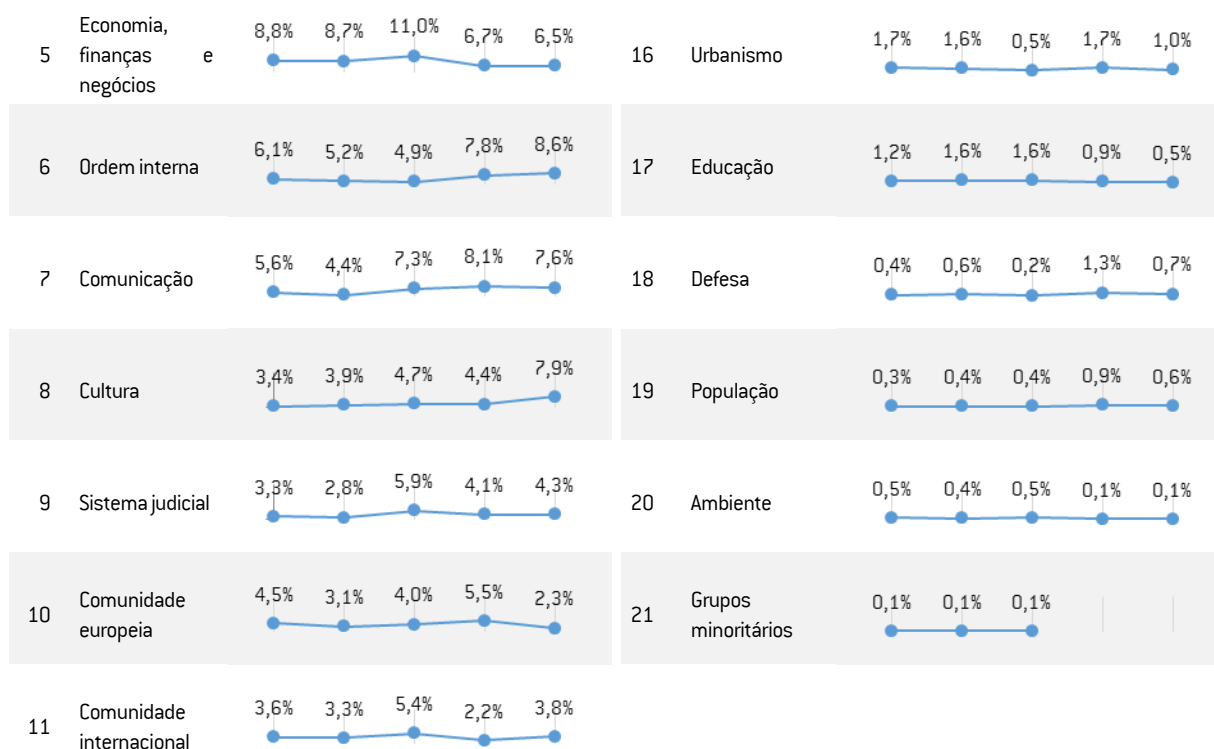 5 Economia, finanças e negócios 8,8% 8,7% 11,0% 6,7% 6,5%
6 Ordem interna 6,1% 5,2% 4,9% 7,8% 8,6%
7 Comunicação 5,6% 4,4% 7,3% 8,1% 7,6%
8 Cultura 3,4% 3,9% 4,7% 4,4% 7,9%
9 Sistema judicial 3,3% 2,8% 5,9% 4,1% 4,3%
10 Comunidade europeia 4,5% 3,1% 4,0% 5,5% 2,3%
11 Comunidade internacional 3,6% 3,3% 5,4% 2,2% 3,8%
16 Urbanismo 1,7% 1,6% 0,5% 1,7% 1,0%
17 Educação 1,2% 1,6% 1,6% 0,9% 0,5%
18 Defesa 0,4% 0,6% 0,2% 1,3% 0,7%
19 População 0,3% 0,4% 0,4% 0,9% 0,6%
20 Ambiente 0,5% 0,4% 0,5% 0,1% 0,1%
21 Grupos minoritários 0,1% 0,1% 0,1%